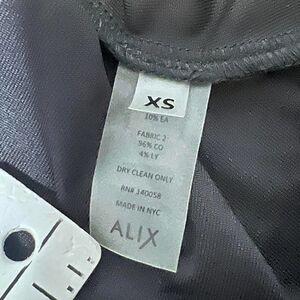 XS
10% EA
FABRIC 2
96% CO
4% LY
DRY CLEAN ONLY
RN# 140058
MADE IN NYC
ALIX